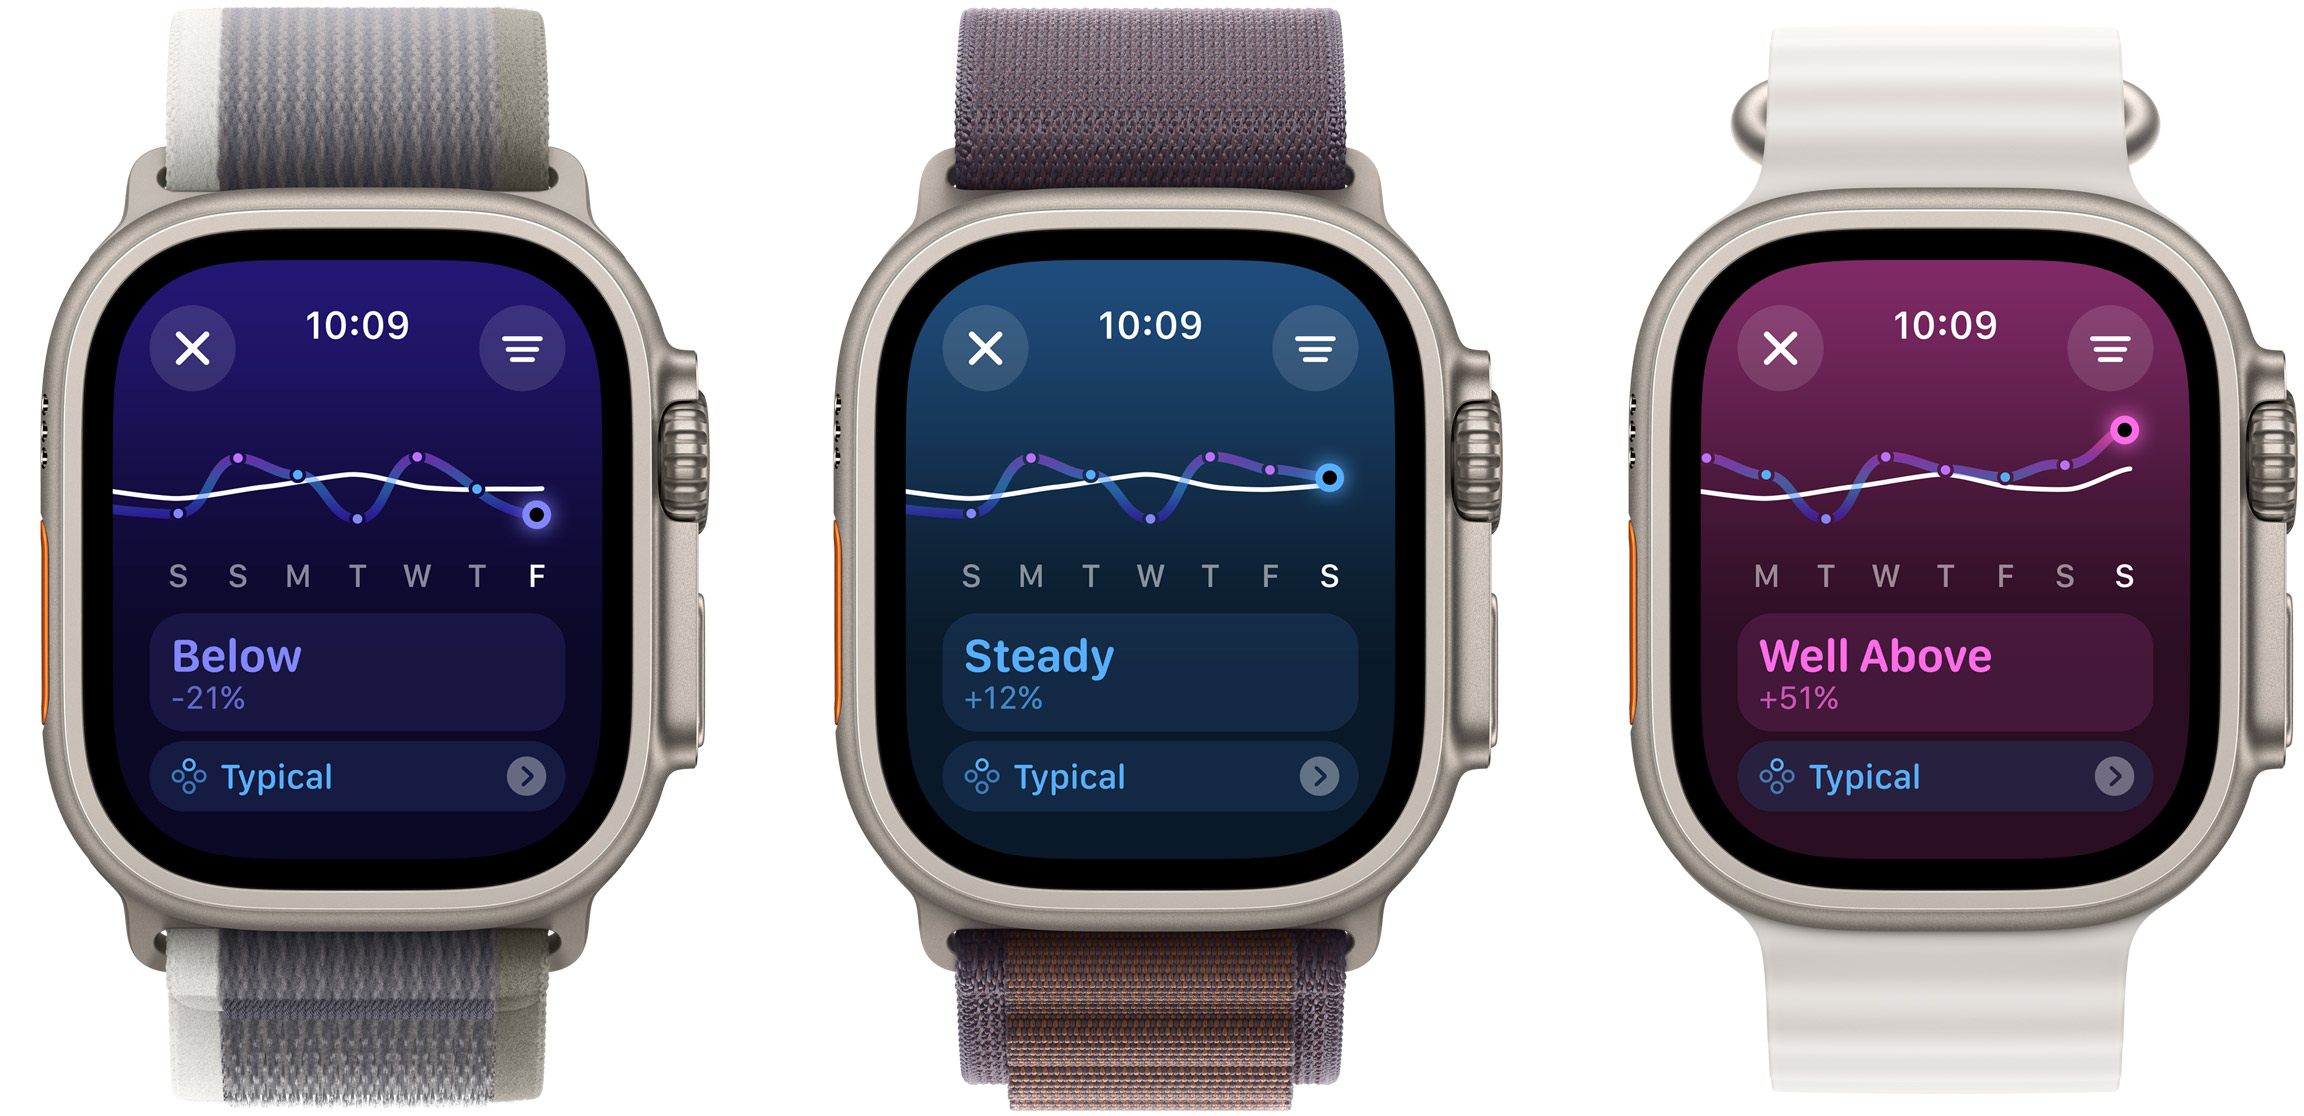 10:09
S S M T W T F
Below
-21%
Typical
10:09
S M T W T F S
Steady
+12%
Typical
10:09
M T W T F S S
Well Above
+51%
Typical